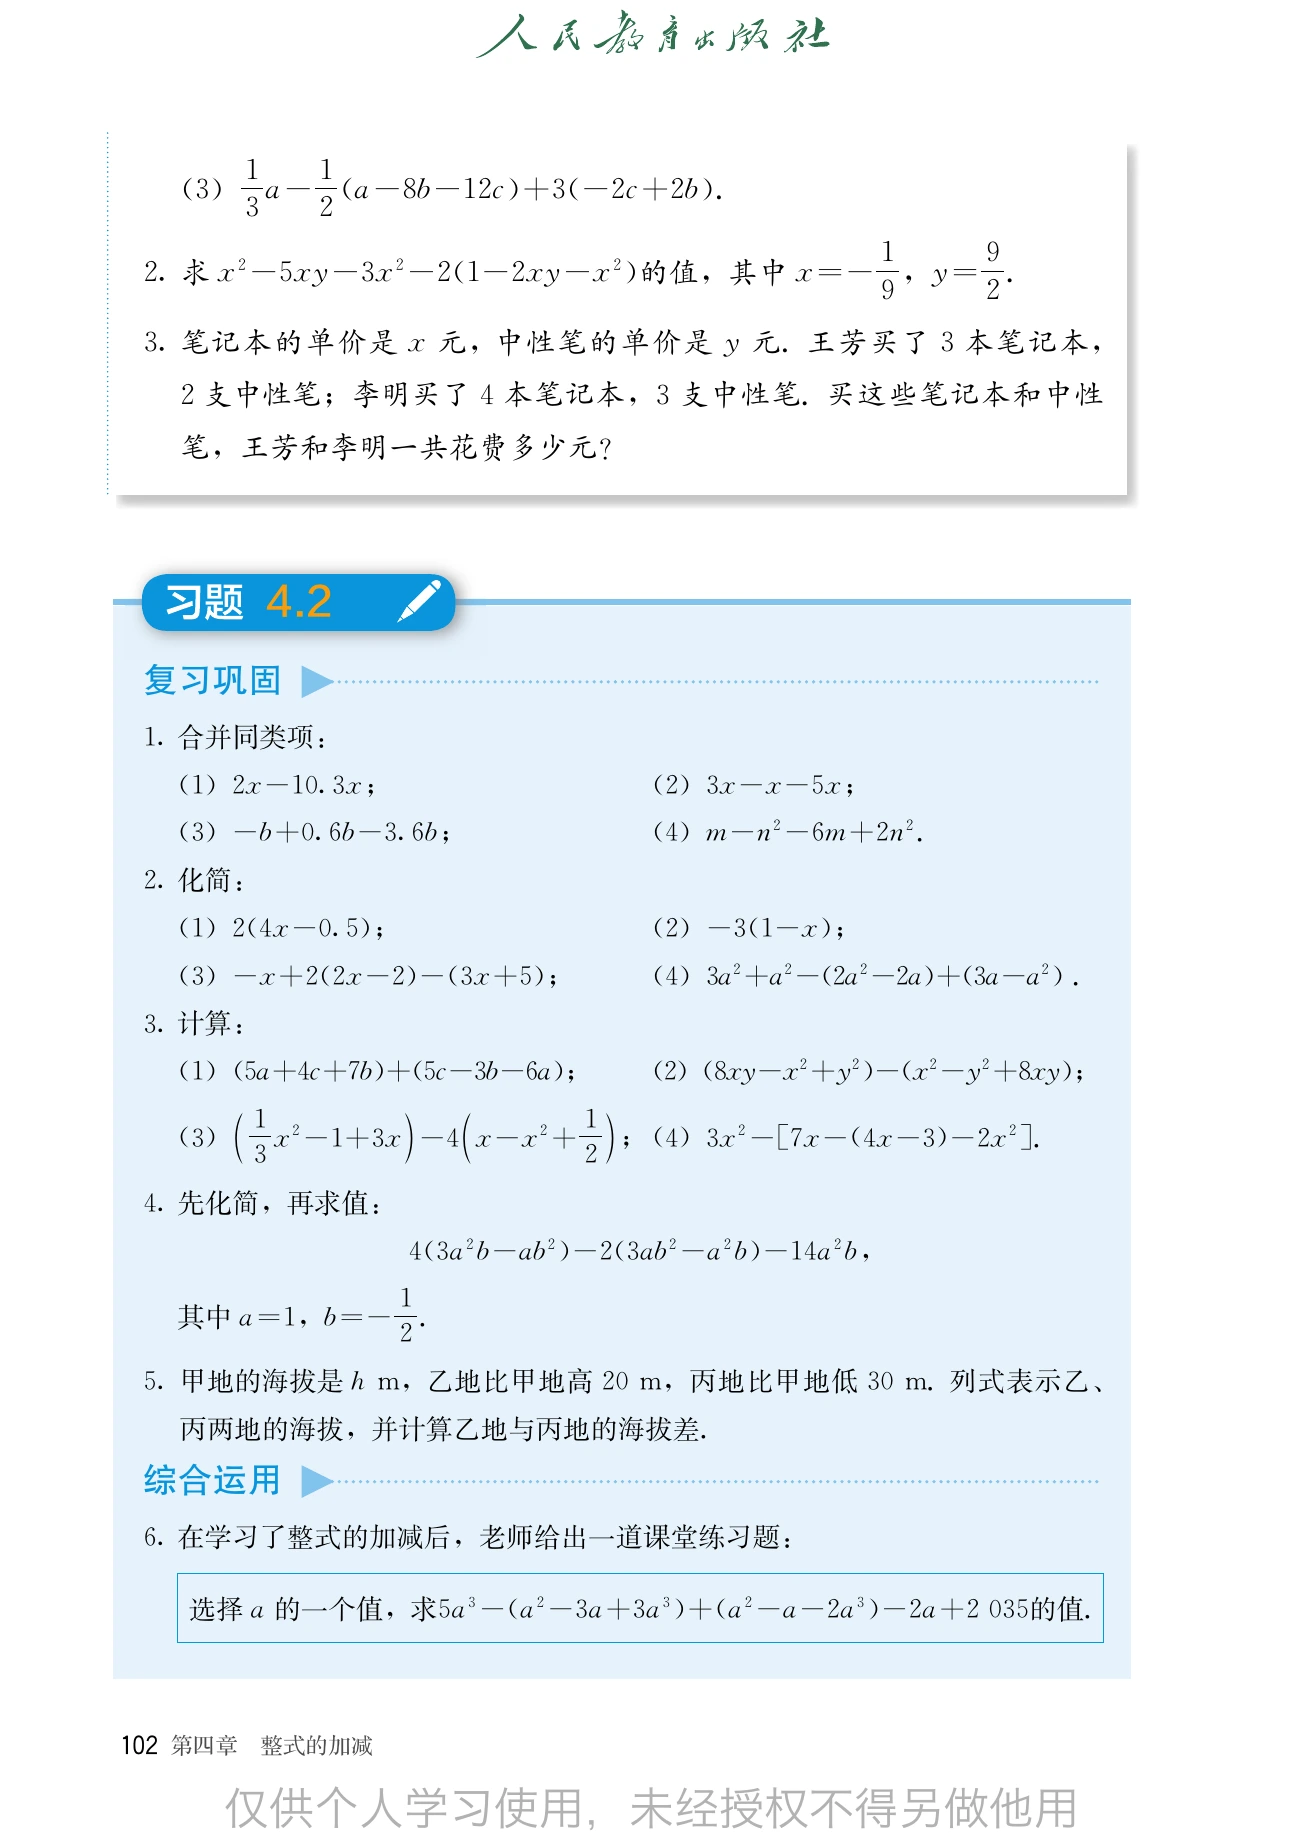 人民教育出版社
(3) 1/3 a－1/2(a－8b－12c)＋3(－2c＋2b).
2. 求 x²－5xy－3x²－2(1－2xy－x²)的值，其中 x＝－1/9，y＝9/2.
3. 笔记本的单价是 x 元，中性笔的单价是 y 元. 王芳买了 3 本笔记本，
2 支中性笔；李明买了 4 本笔记本，3 支中性笔. 买这些笔记本和中性
笔，王芳和李明一共花费多少元?
习题 4.2
复习巩固
1. 合并同类项：
(1) 2x－10.3x； (2) 3x－x－5x；
(3) －b＋0.6b－3.6b； (4) m－n²－6m＋2n².
2. 化简：
(1) 2(4x－0.5)； (2) －3(1－x)；
(3) －x＋2(2x－2)－(3x＋5)； (4) 3a²＋a²－(2a²－2a)＋(3a－a²).
3. 计算：
(1) (5a＋4c＋7b)＋(5c－3b－6a)； (2) (8xy－x²＋y²)－(x²－y²＋8xy)；
(3) (1/3 x²－1＋3x)－4(x－x²＋1/2)； (4) 3x²－[7x－(4x－3)－2x²].
4. 先化简，再求值：
4(3a²b－ab²)－2(3ab²－a²b)－14a²b，
其中 a＝1，b＝－1/2.
5. 甲地的海拔是 h m，乙地比甲地高 20 m，丙地比甲地低 30 m. 列式表示乙、
丙两地的海拔，并计算乙地与丙地的海拔差.
综合运用
6. 在学习了整式的加减后，老师给出一道课堂练习题：
选择 a 的一个值，求5a³－(a²－3a＋3a³)＋(a²－a－2a³)－2a＋2 035的值.
102 第四章 整式的加减
仅供个人学习使用，未经授权不得另做他用